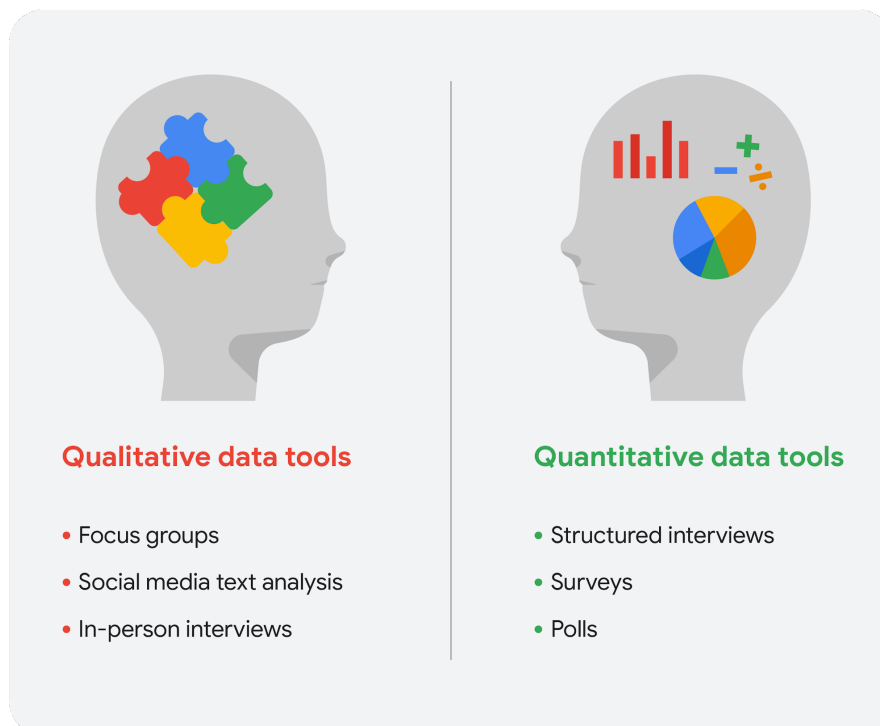 Qualitative data tools
• Focus groups
• Social media text analysis
• In-person interviews
Quantitative data tools
• Structured interviews
• Surveys
• Polls